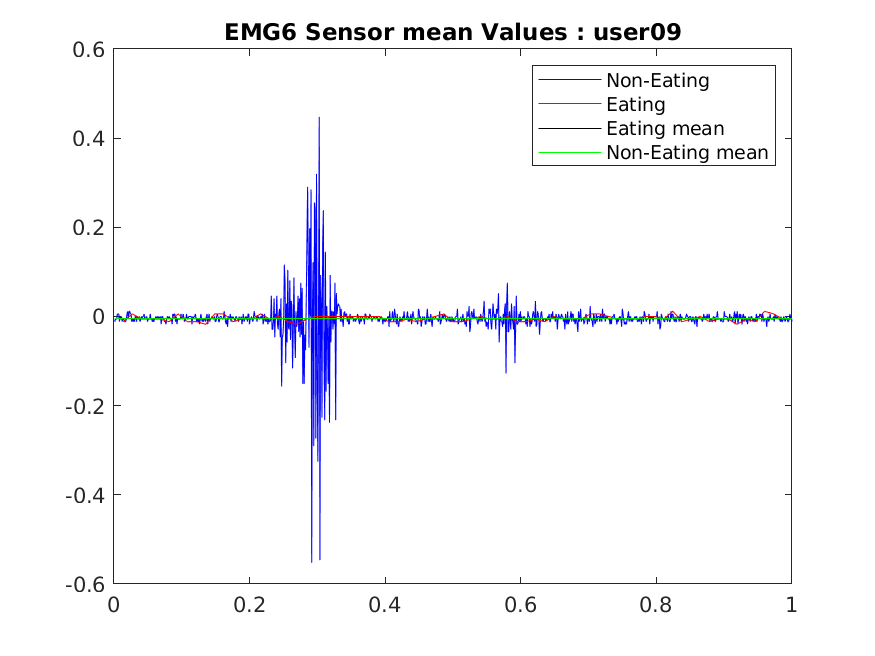 EMG6 Sensor mean Values : user09
0.6
0.4
0.2
0
-0.2
-0.4
-0.6
0 0.2 0.4 0.6 0.8 1
Non-Eating
Eating
Eating mean
Non-Eating mean